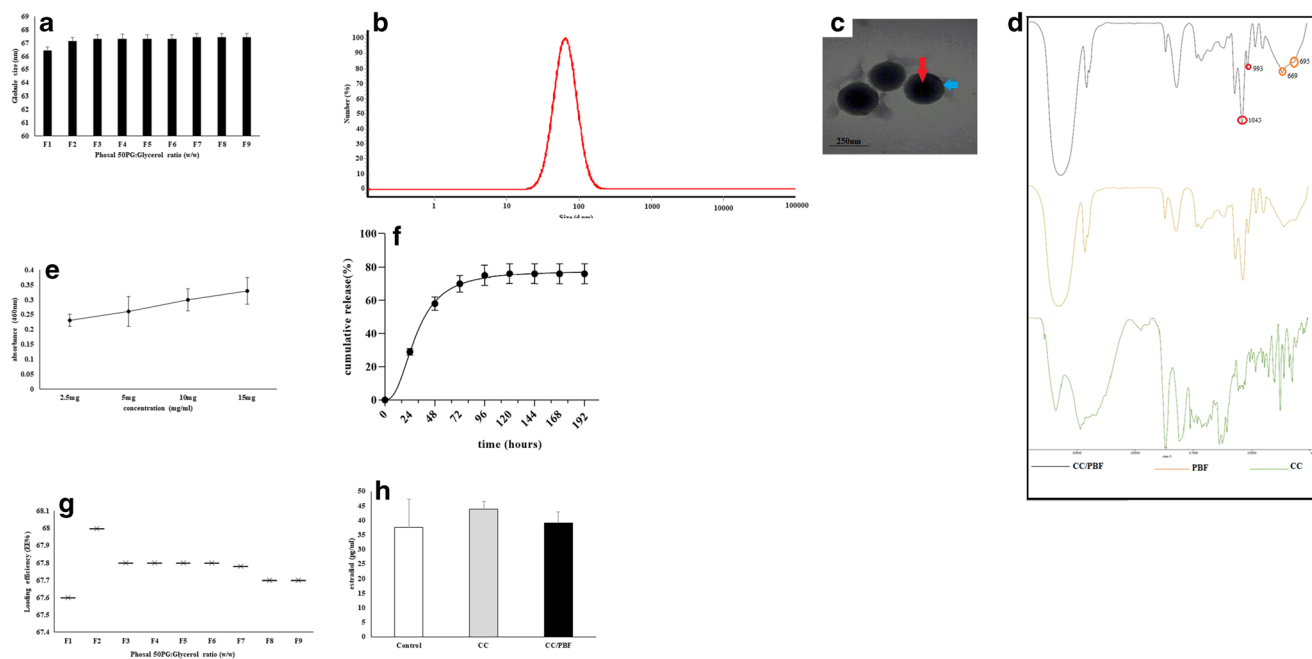 a
69
68
67
66
65
64
63
62
61
60
Globule size(nm)
F1 F2 F3 F4 F5 F6 F7 F8 F9
Phosal 50PG:Glycerol ratio (w/w)
b
100
90
80
70
60
50
40
30
20
10
0
Number (%)
1 10 100 1000 10000 100000
Size (d.nm)
c
250nm
d
993
695
669
1043
CC/PBF PBF CC
e
0.4
0.35
0.3
0.25
0.2
0.15
0.1
0.05
0
absorbance (460nm)
2.5mg 5mg 10mg 15mg
concentration (mg/ml)
f
100
80
60
40
20
0
cumulative release(%)
0 24 48 72 96 120 144 168 192
time (hours)
g
68.1
68
67.9
67.8
67.7
67.6
67.5
67.4
Loading efficiency (EE%)
F1 F2 F3 F4 F5 F6 F7 F8 F9
Phosal 50PG:Glycerol ratio (w/w)
h
50
45
40
35
30
25
20
15
10
5
0
estradiol (pg/ml)
Control CC CC/PBF